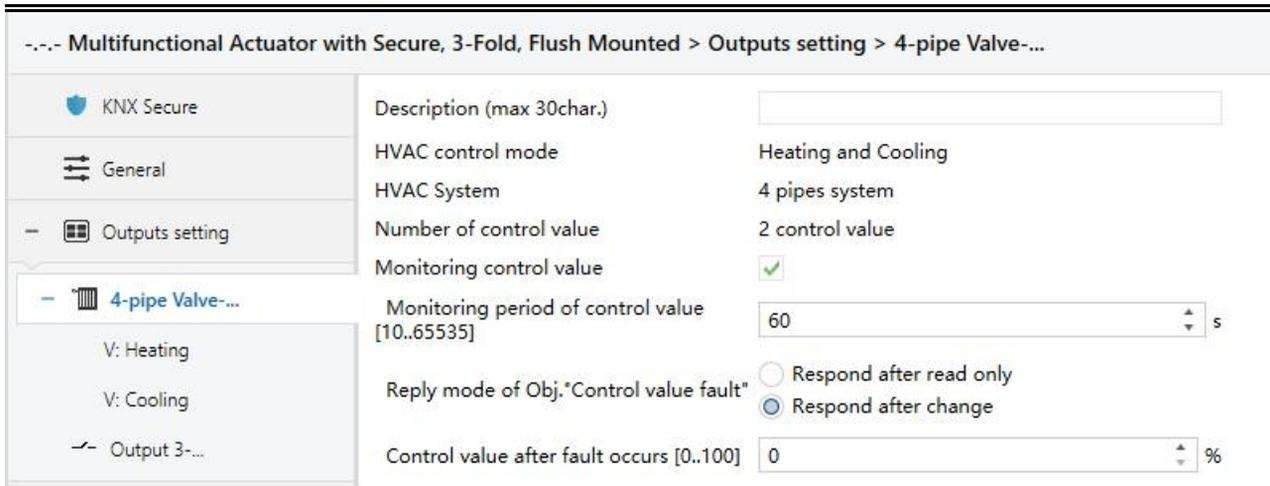 -.-.- Multifunctional Actuator with Secure, 3-Fold, Flush Mounted > Outputs setting > 4-pipe Valve-...
KNX Secure
General
Outputs setting
4-pipe Valve-...
V: Heating
V: Cooling
Output 3-...
Description (max 30char.)
HVAC control mode Heating and Cooling
HVAC System 4 pipes system
Number of control value 2 control value
Monitoring control value
Monitoring period of control value
[10..65535] 60 s
Reply mode of Obj."Control value fault" Respond after read only
Respond after change
Control value after fault occurs [0..100] 0 %